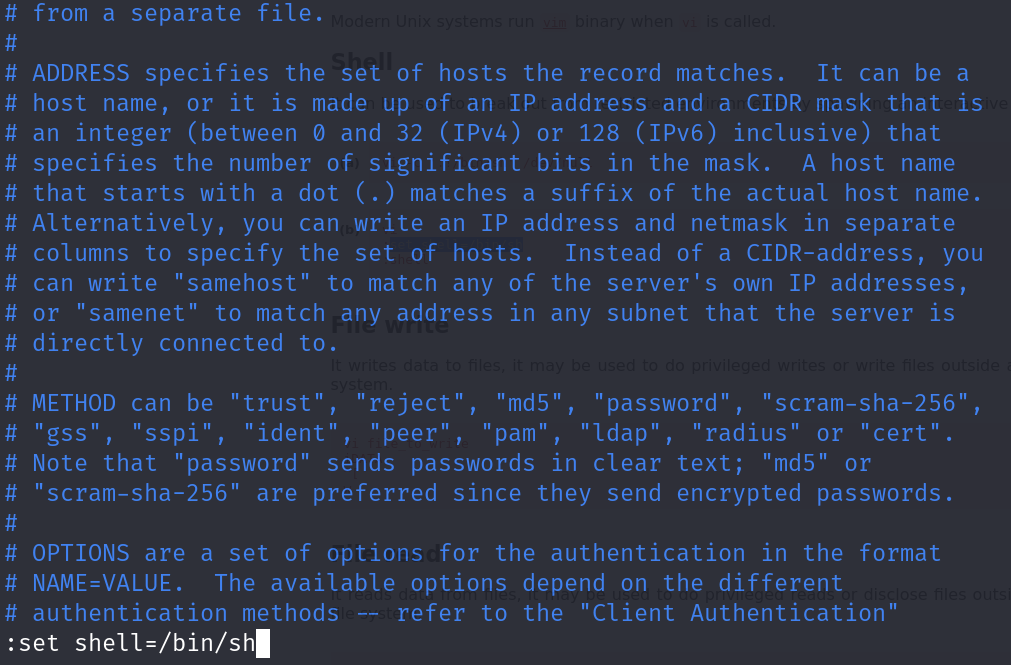 # from a separate file.
#
# ADDRESS specifies the set of hosts the record matches.  It can be a
# host name, or it is made up of an IP address and a CIDR mask that is
# an integer (between 0 and 32 (IPv4) or 128 (IPv6) inclusive) that
# specifies the number of significant bits in the mask.  A host name
# that starts with a dot (.) matches a suffix of the actual host name.
# Alternatively, you can write an IP address and netmask in separate
# columns to specify the set of hosts.  Instead of a CIDR-address, you
# can write "samehost" to match any of the server's own IP addresses,
# or "samenet" to match any address in any subnet that the server is
# directly connected to.
#
# METHOD can be "trust", "reject", "md5", "password", "scram-sha-256",
# "gss", "sspi", "ident", "peer", "pam", "ldap", "radius" or "cert".
# Note that "password" sends passwords in clear text; "md5" or
# "scram-sha-256" are preferred since they send encrypted passwords.
#
# OPTIONS are a set of options for the authentication in the format
# NAME=VALUE.  The available options depend on the different
# authentication methods -- refer to the "Client Authentication"
:set shell=/bin/sh
Modern Unix systems run vim binary when vi is called.
Shell
(b)
File write
It writes data to files, it may be used to do privileged writes or write files outside a
system.
File read
It reads data from files, it may be used to do privileged reads or disclose files outsi
file system.